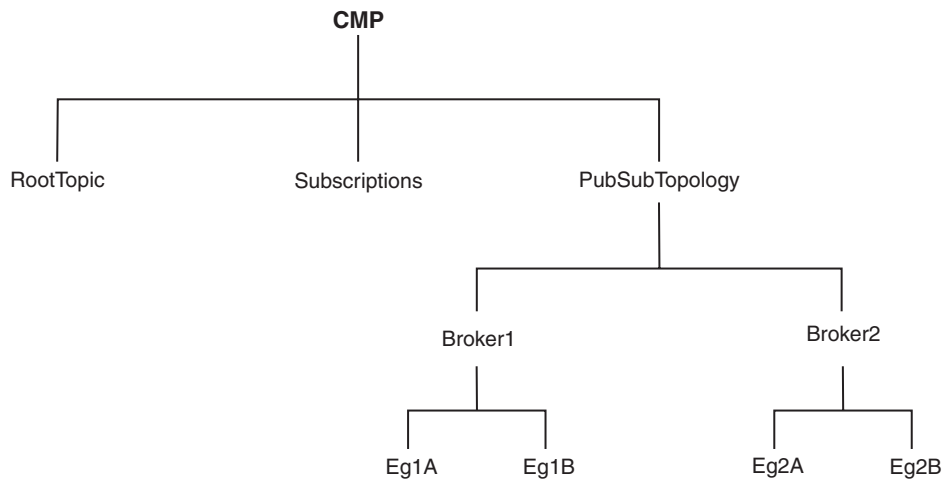 CMP
RootTopic
Subscriptions
PubSubTopology
Broker1
Broker2
Eg1A
Eg1B
Eg2A
Eg2B